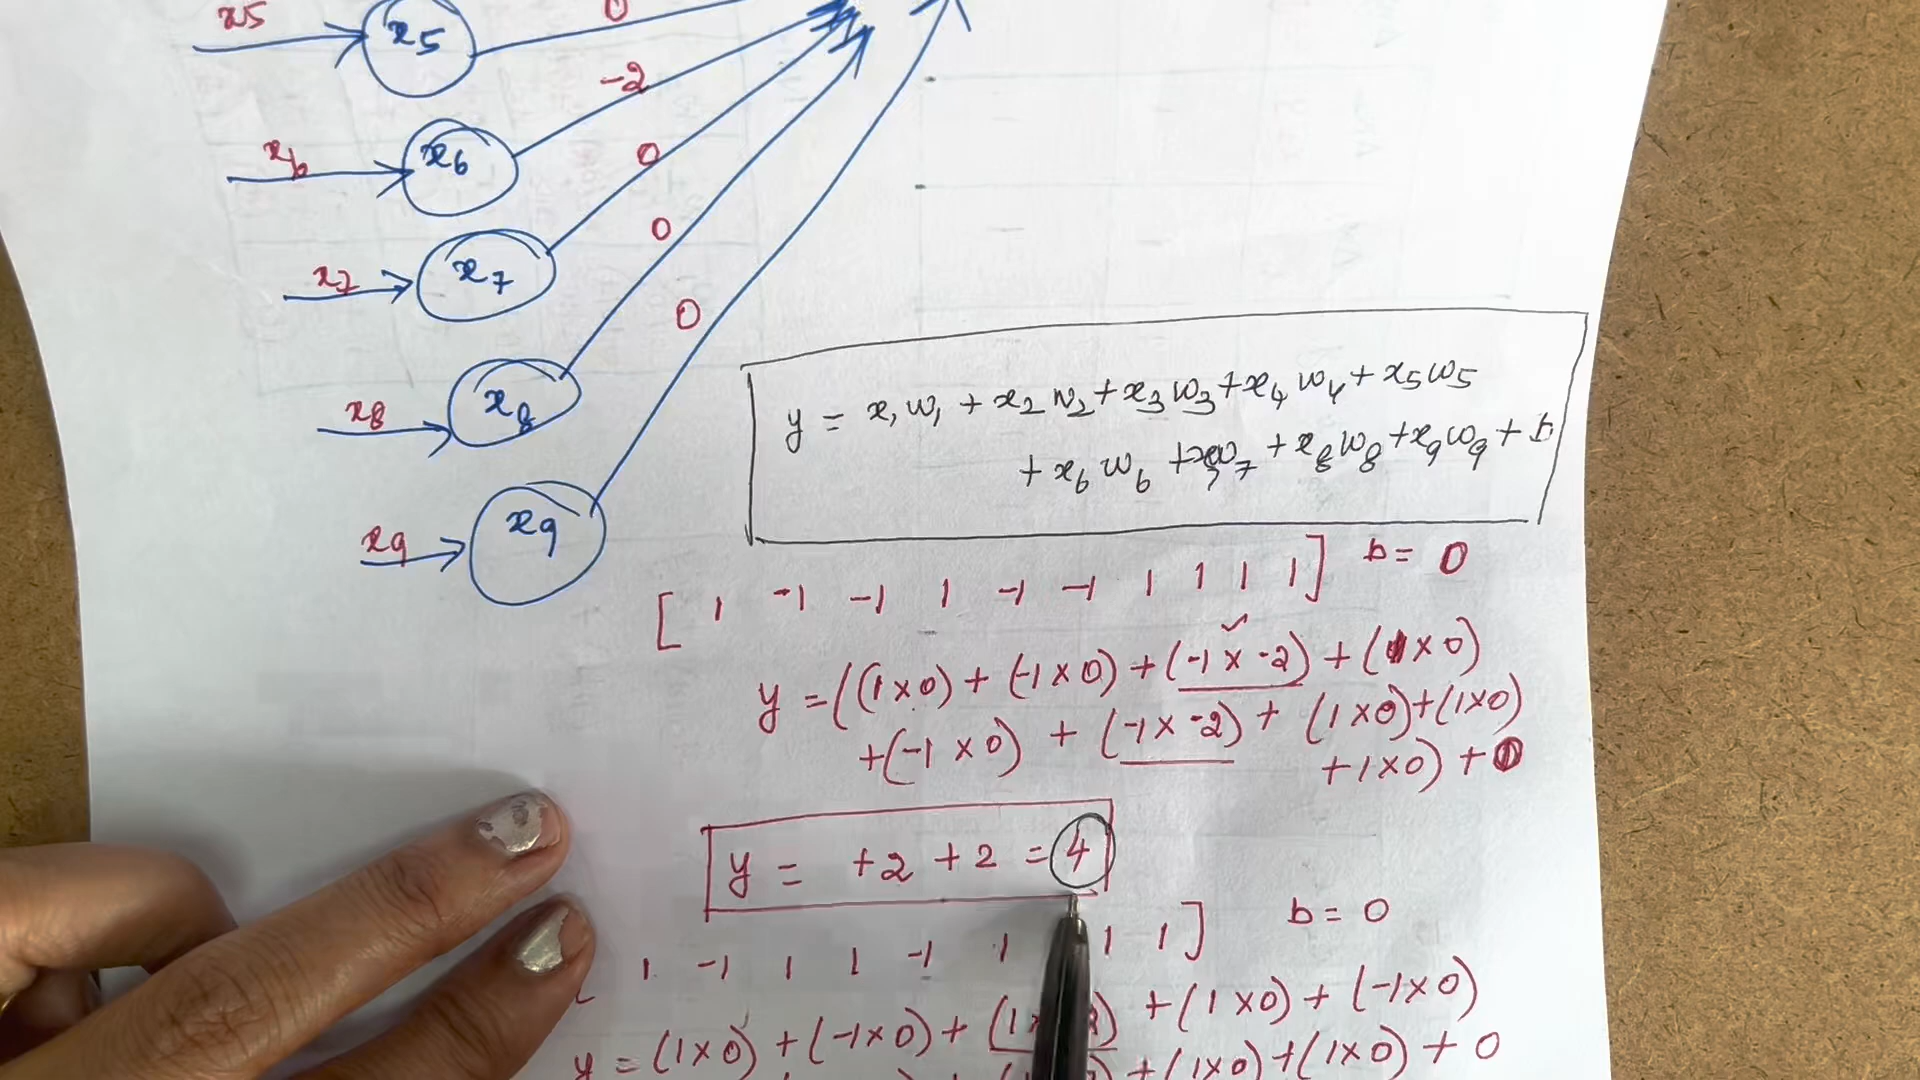 x5 x5 0
x6 x6 -2
x7 x7 0
0
x8 x8 0
x9 x9
y = x1w1 + x2w2 + x3w3 + x4w4 + x5w5
+ x6w6 + w7 + x8w8 + x9w9 + b
[ 1 -1 -1 1 -1 -1 1 1 1 1 ] b = 0
y = ((1×0) + (-1×0) + (-1×-2) + (1×0)
+(-1×0) + (-1×-2) + (1×0)+(1×0)
+1×0) + 0
y = +2 +2 = 4
[ 1 -1 1 1 -1 1 1 1 ] b = 0
y = (1×0) + (-1×0) + (1× ) + (1×0) + (-1×0)
+ (1×0) + (1×0) + 0